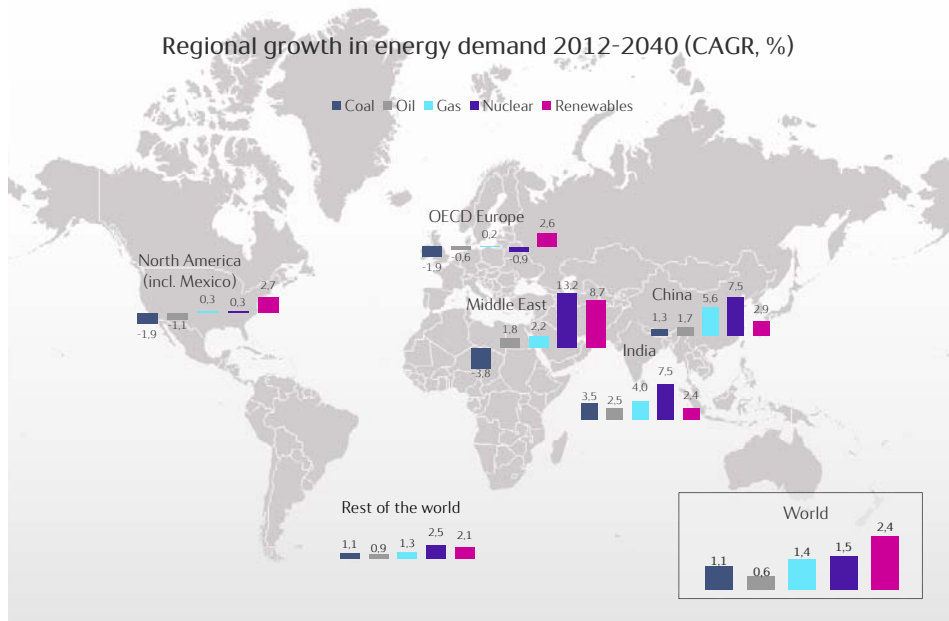 Regional growth in energy demand 2012-2040 (CAGR, %)
Coal Oil Gas Nuclear Renewables
OECD Europe
-1.9 -0.6 0.2 -0.9 2.6
North America
(incl. Mexico)
-1.9 -1.1 0.3 0.3 2.7
Middle East
-3.8 1.8 2.2 13.2 8.7
China
1.3 1.7 5.6 7.5 2.9
India
3.5 2.5 4.0 7.5 2.4
Rest of the world
1,1 0,9 1,3 2,5 2,1
World
1,1 0,6 1,4 1,5 2,4